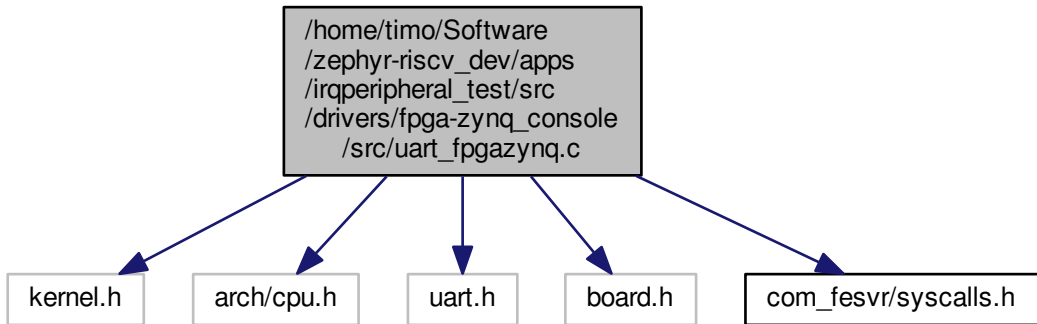 /home/timo/Software
/zephyr-riscv_dev/apps
/irqperipheral_test/src
/drivers/fpga-zynq_console
/src/uart_fpgazynq.c
kernel.h
arch/cpu.h
uart.h
board.h
com_fesvr/syscalls.h